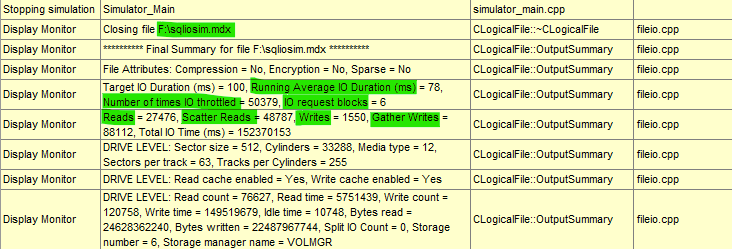 Stopping simulation Simulator_Main simulator_main.cpp
Display Monitor Closing file F:\sqliosim.mdx CLogicalFile::~CLogicalFile fileio.cpp
Display Monitor ********** Final Summary for file F:\sqliosim.mdx ********** CLogicalFile::OutputSummary fileio.cpp
Display Monitor File Attributes: Compression = No, Encryption = No, Sparse = No CLogicalFile::OutputSummary fileio.cpp
Display Monitor Target IO Duration (ms) = 100, Running Average IO Duration (ms) = 78, CLogicalFile::OutputSummary fileio.cpp
Number of times IO throttled = 50379, IO request blocks = 6
Display Monitor Reads = 27476, Scatter Reads = 48787, Writes = 1550, Gather Writes = CLogicalFile::OutputSummary fileio.cpp
88112, Total IO Time (ms) = 152370153
Display Monitor DRIVE LEVEL: Sector size = 512, Cylinders = 33288, Media type = 12, CLogicalFile::OutputSummary fileio.cpp
Sectors per track = 63, Tracks per Cylinders = 255
Display Monitor DRIVE LEVEL: Read cache enabled = Yes, Write cache enabled = Yes CLogicalFile::OutputSummary fileio.cpp
DRIVE LEVEL: Read count = 76627, Read time = 5751439, Write count =
120758, Write time = 149519679, Idle time = 10748, Bytes read =
Display Monitor 24628362240, Bytes written = 22487967744, Split IO Count = 0, Storage CLogicalFile::OutputSummary fileio.cpp
number = 6, Storage manager name = VOLMGR